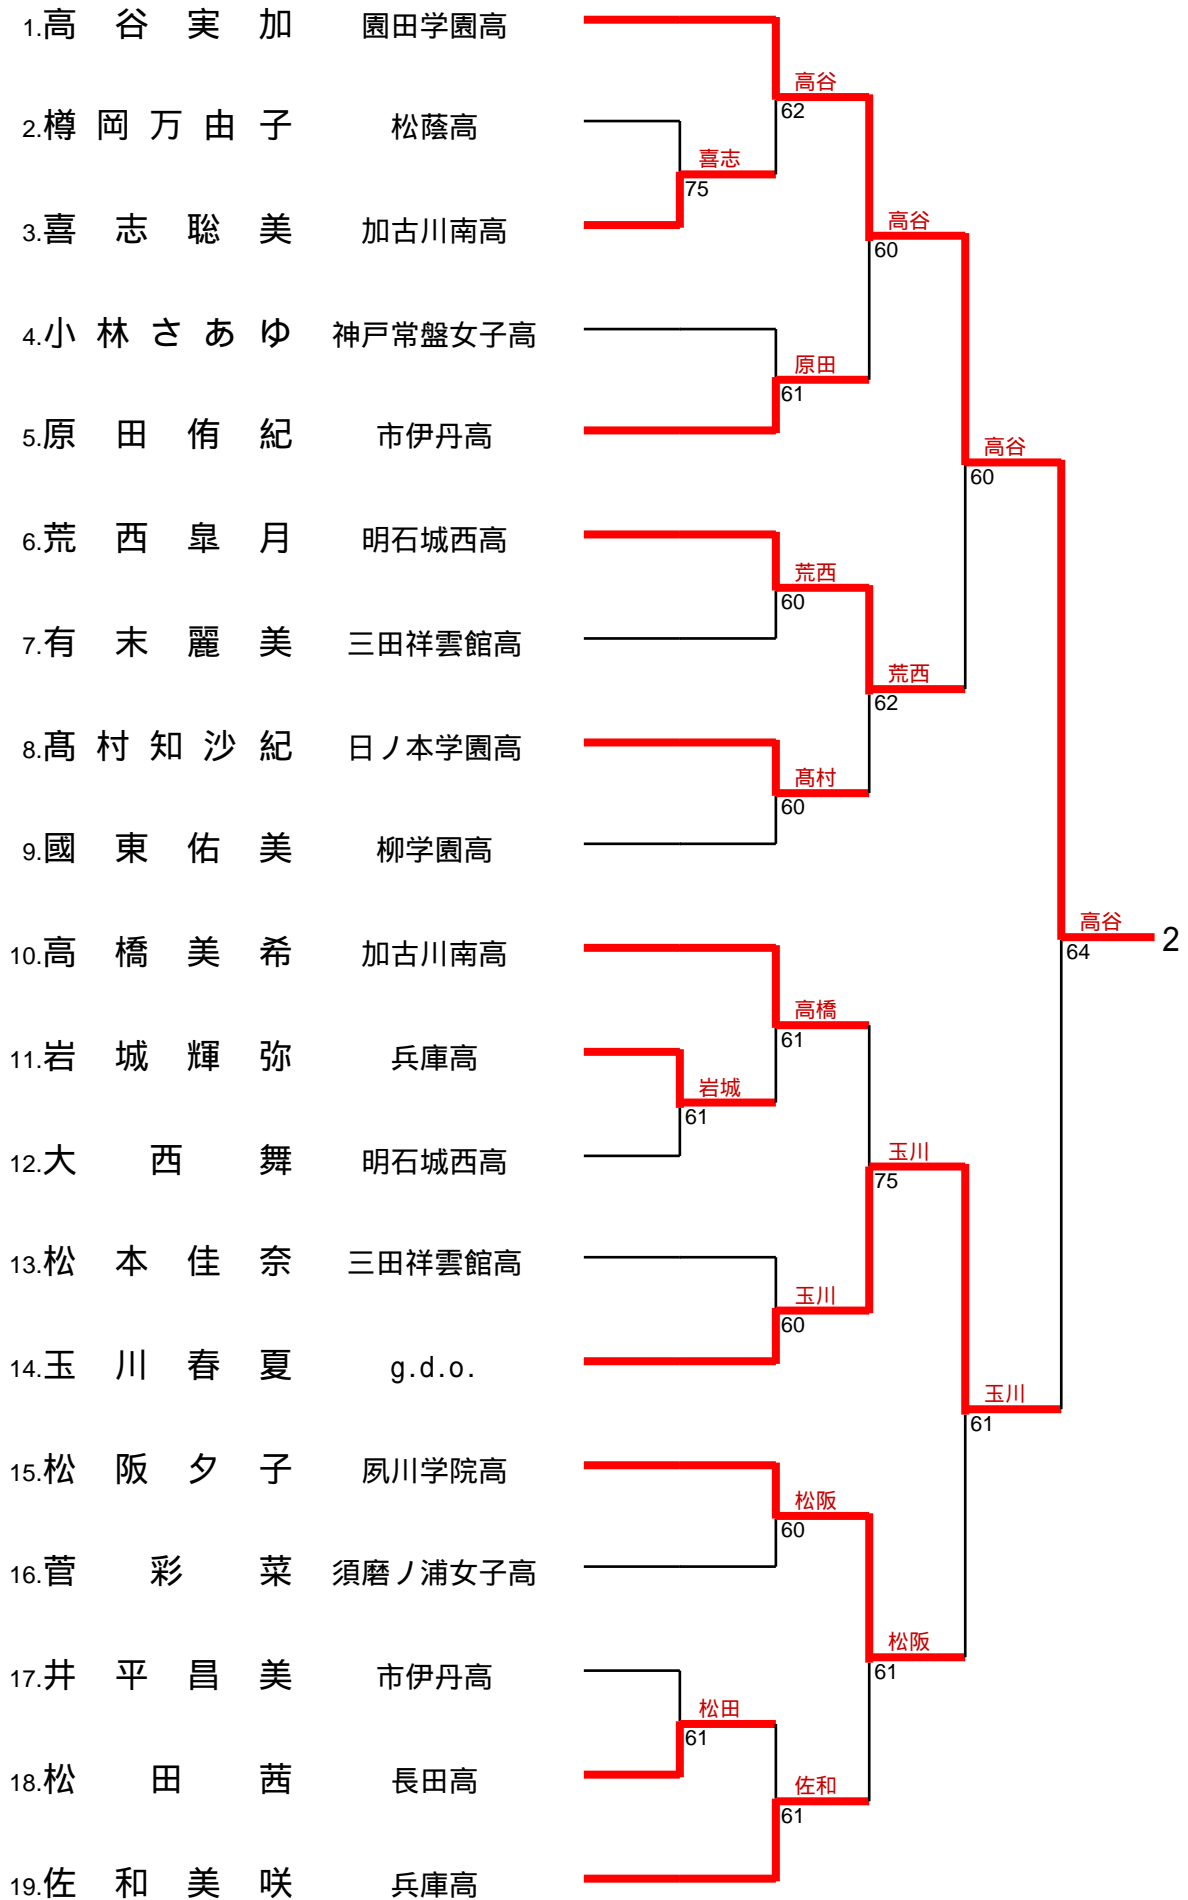 1.高谷実加 園田学園高
高谷
62
2.樽岡万由子 松蔭高
喜志
75
3.喜志聡美 加古川南高
高谷
60
4.小林さあゆ 神戸常盤女子高
原田
61
5.原田侑紀 市伊丹高
高谷
60
6.荒西皐月 明石城西高
荒西
60
7.有末麗美 三田祥雲館高
荒西
62
8.髙村知沙紀 日ノ本学園高
髙村
60
9.國東佑美 柳学園高
高谷
64 2
10.高橋美希 加古川南高
高橋
61
11.岩城輝弥 兵庫高
岩城
61
12.大西舞 明石城西高
玉川
75
13.松本佳奈 三田祥雲館高
玉川
60
14.玉川春夏 g.d.o.
玉川
61
15.松阪夕子 夙川学院高
松阪
60
16.菅彩菜 須磨ノ浦女子高
松阪
61
17.井平昌美 市伊丹高
松田
61
18.松田茜 長田高
佐和
61
19.佐和美咲 兵庫高